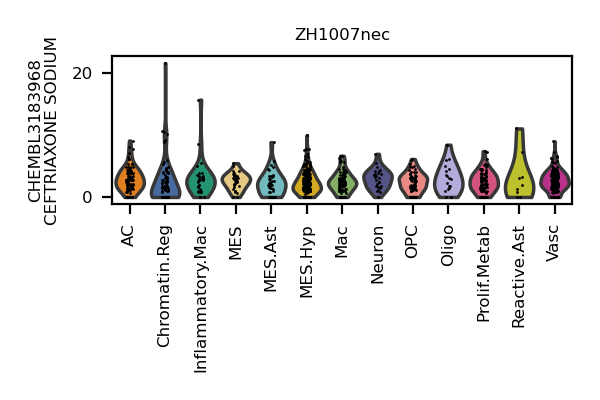 ZH1007nec
CHEMBL3183968
CEFTRIAXONE SODIUM
20
0
AC
Chromatin.Reg
Inflammatory.Mac
MES
MES.Ast
MES.Hyp
Mac
Neuron
OPC
Oligo
Prolif.Metab
Reactive.Ast
Vasc